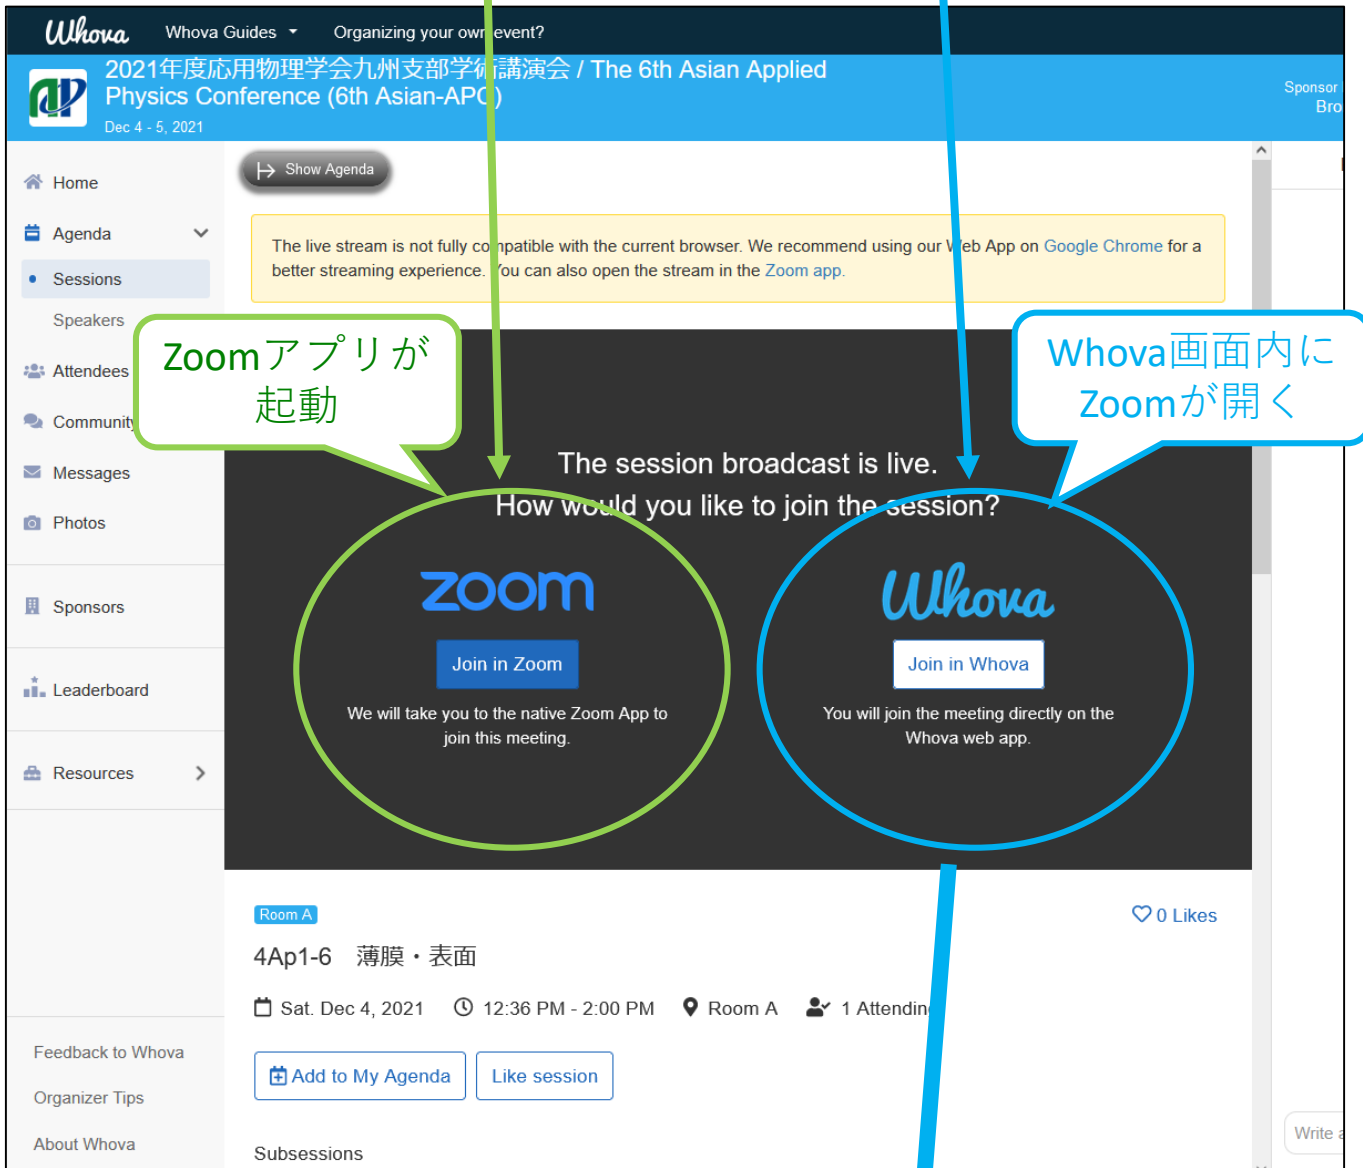 Whova Whova Guides Organizing your own event?
2021年度応用物理学会九州支部学術講演会 / The 6th Asian Applied
Physics Conference (6th Asian-APC)
Dec 4 - 5, 2021
Sponsor
Bro
Home
Agenda
Sessions
Speakers
Attendees
Community
Messages
Photos
Sponsors
Leaderboard
Resources
Feedback to Whova
Organizer Tips
About Whova
Show Agenda
The live stream is not fully compatible with the current browser. We recommend using our Web App on Google Chrome for a
better streaming experience. You can also open the stream in the Zoom app.
Zoomアプリが
起動
Whova画面内に
Zoomが開く
The session broadcast is live.
How would you like to join the session?
zoom
Join in Zoom
We will take you to the native Zoom App to
join this meeting.
Whova
Join in Whova
You will join the meeting directly on the
Whova web app.
Room A
0 Likes
4Ap1-6 薄膜・表面
Sat. Dec 4, 2021 12:36 PM - 2:00 PM Room A 1 Attending
Add to My Agenda Like session
Subsessions
Write a